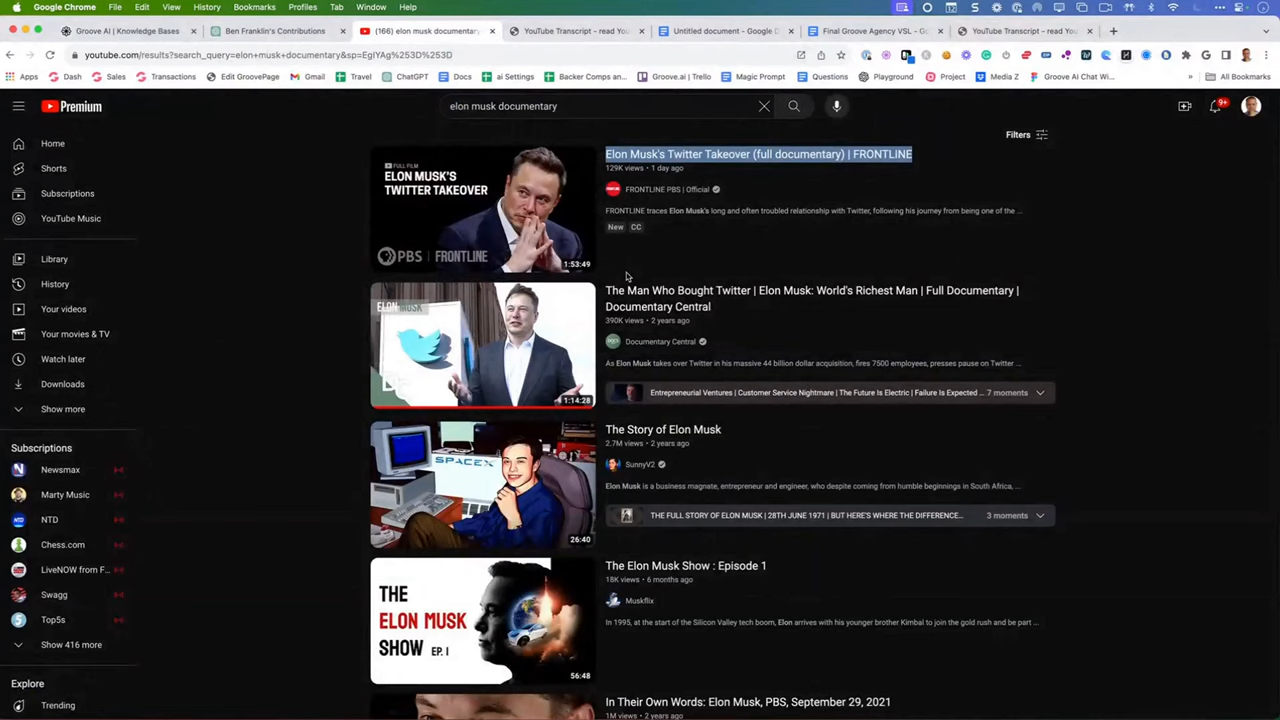 Google Chrome File Edit View History Bookmarks Profiles Tab Window Help
Groove AI | Knowledge Bases
Ben Franklin's Contributions
(166) elon musk documentary
YouTube Transcript - read You
Untitled document - Google D
Final Groove Agency VSL - Go
YouTube Transcript - read You
youtube.com/results?search_query=elon+musk+documentary&sp=EgIYAg%253D%253D
Apps Dash Sales Transactions Edit GroovePage Gmail Travel ChatGPT Docs ai Settings Backer Comps an... Groove.ai | Trello Magic Prompt Questions Playground Project Media Z Groove AI Chat Wi... » All Bookmarks
Premium
elon musk documentary
9+
Filters
Home
Shorts
Subscriptions
YouTube Music
Library
History
Your videos
Your movies & TV
Watch later
Downloads
Show more
Subscriptions
Newsmax
Marty Music
NTD
Chess.com
LiveNOW from F...
Swagg
Top5s
Show 416 more
Explore
Trending
FULL FILM
ELON MUSK'S
TWITTER TAKEOVER
PBS FRONTLINE
1:53:49
Elon Musk's Twitter Takeover (full documentary) | FRONTLINE
129K views • 1 day ago
FRONTLINE PBS | Official
FRONTLINE traces Elon Musk's long and often troubled relationship with Twitter, following his journey from being one of the ...
New CC
ELON MUSK
1:14:28
The Man Who Bought Twitter | Elon Musk: World's Richest Man | Full Documentary |
Documentary Central
390K views • 2 years ago
Documentary Central
As Elon Musk takes over Twitter in his massive 44 billion dollar acquisition, fires 7500 employees, presses pause on Twitter ...
Entrepreneurial Ventures | Customer Service Nightmare | The Future Is Electric | Failure Is Expected ... 7 moments
SPACEX
26:40
The Story of Elon Musk
2.7M views • 2 years ago
SunnyV2
Elon Musk is a business magnate, entrepreneur and engineer, who despite coming from humble beginnings in South Africa, ...
THE FULL STORY OF ELON MUSK | 28TH JUNE 1971 | BUT HERE'S WHERE THE DIFFERENCE... 3 moments
THE
ELON MUSK
SHOW EP. 1
56:48
The Elon Musk Show : Episode 1
18K views • 6 months ago
Muskflix
In 1995, at the start of the Silicon Valley tech boom, Elon arrives with his younger brother Kimbal to join the gold rush and be part ...
In Their Own Words: Elon Musk, PBS, September 29, 2021
1M views • 2 years ago